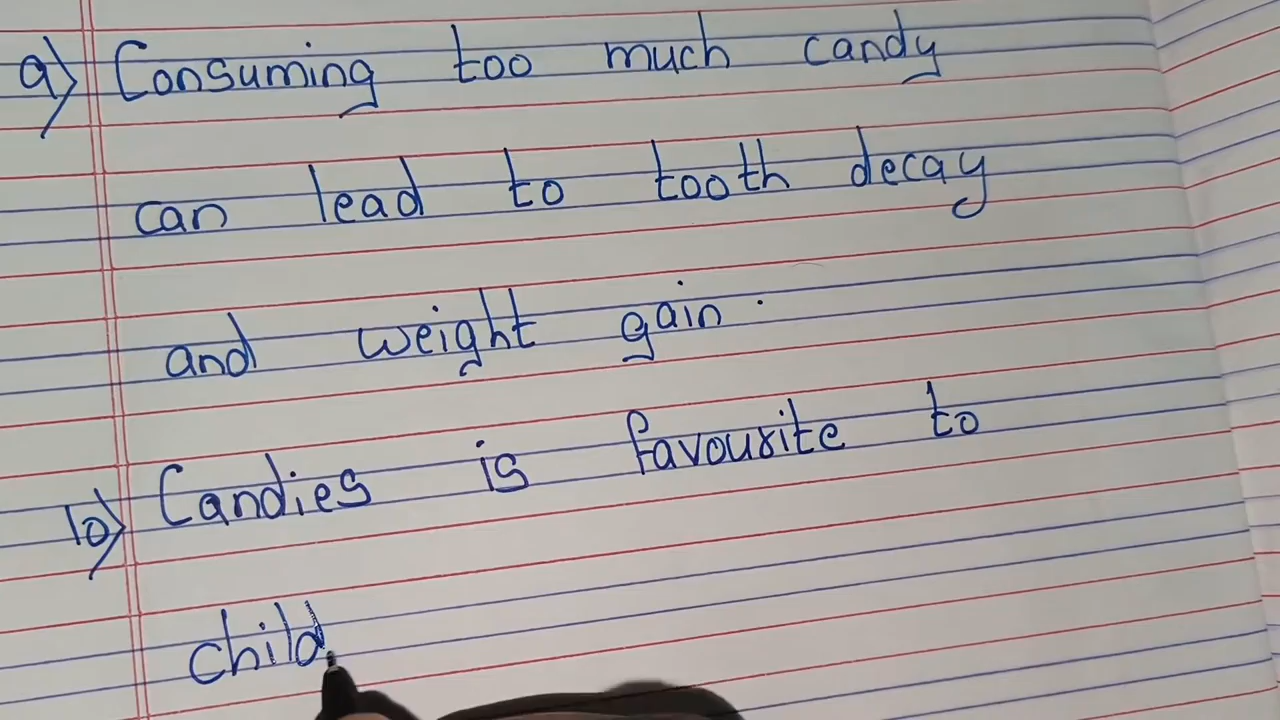 9) Consuming too much candy
can lead to tooth decay
and weight gain.
10) Candies is favourite to
child